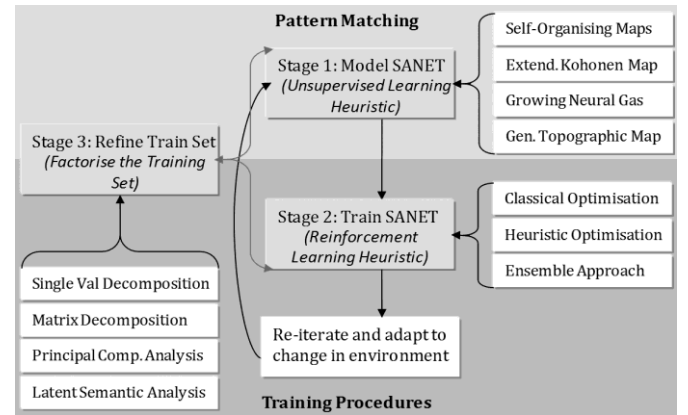 Pattern Matching
Stage 1: Model SANET
(Unsupervised Learning
Heuristic)
Self-Organising Maps
Extend. Kohonen Map
Growing Neural Gas
Gen. Topographic Map
Stage 3: Refine Train Set
(Factorise the Training
Set)
Stage 2: Train SANET
(Reinforcement
Learning Heuristic)
Classical Optimisation
Heuristic Optimisation
Ensemble Approach
Single Val Decomposition
Matrix Decomposition
Principal Comp. Analysis
Latent Semantic Analysis
Re-iterate and adapt to
change in environment
Training Procedures